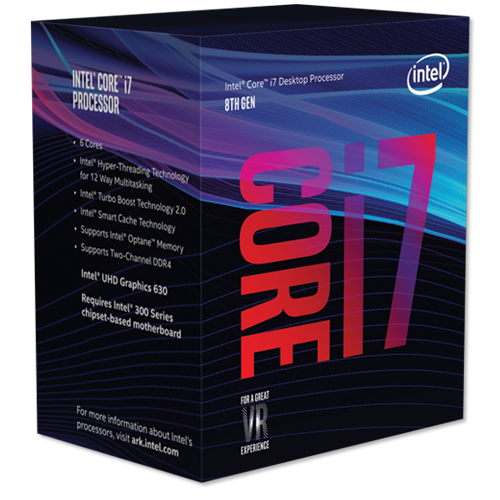 INTEL® CORE™ i7
PROCESSOR
• 6 Cores
• Intel® Hyper-Threading Technology
for 12 Way Multitasking
• Intel® Turbo Boost Technology 2.0
• Intel® Smart Cache Technology
• Supports Intel® Optane™ Memory
• Supports Two-Channel DDR4
Intel® UHD Graphics 630
Requires Intel® 300 Series
chipset-based motherboard
For more information about Intel's
processors, visit ark.intel.com
Intel® Core™ i7 Desktop Processor
8TH GEN
intel®
CORE
i7
FOR A GREAT
VR
EXPERIENCE